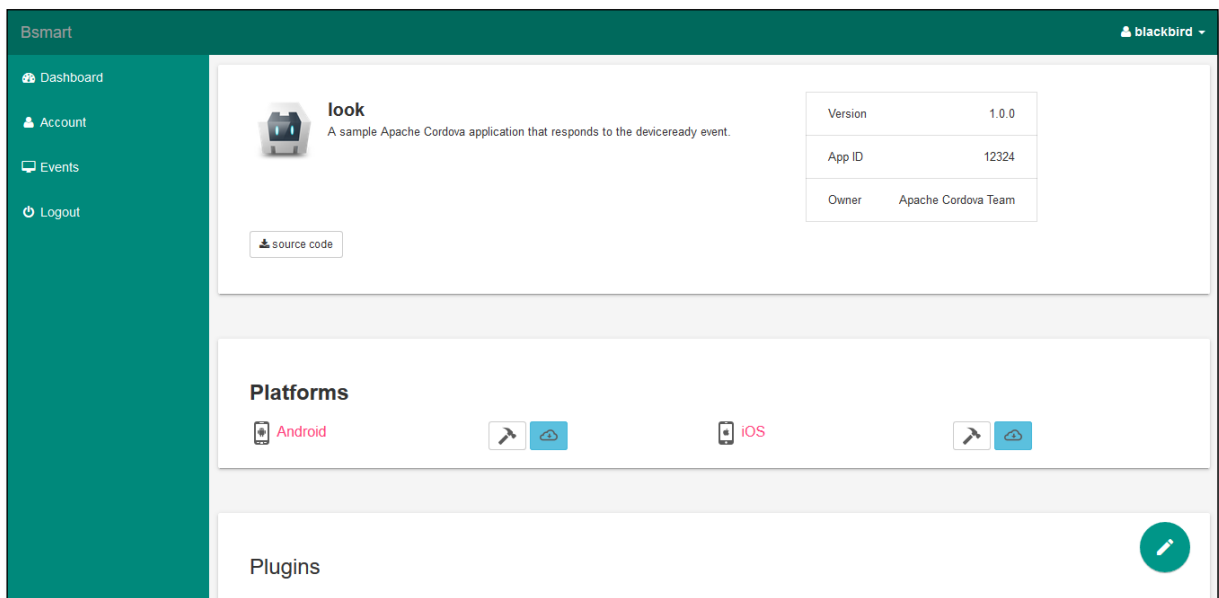 Bsmart
blackbird
Dashboard
Account
Events
Logout
look
A sample Apache Cordova application that responds to the deviceready event.
Version 1.0.0
App ID 12324
Owner Apache Cordova Team
source code
Platforms
Android
iOS
Plugins